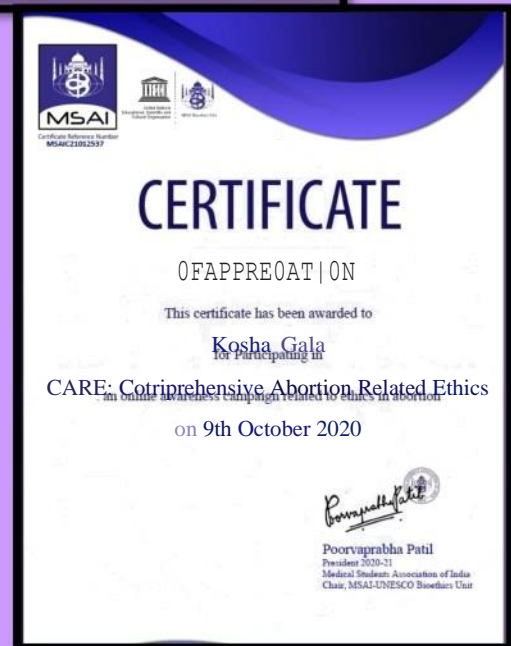 MSAI
Certificate Reference Number
MSAIC21012537
CERTIFICATE
0FAPPRE0AT|0N
This certificate has been awarded to
Kosha Gala
for Participating in
CARE: Cotriprehensive Abortion Related Ethics
an online awareness campaign related to ethics in abortion
on 9th October 2020
Poorvaprabha Patil
Poorvaprabha Patil
President 2020-21
Medical Students Association of India
Chair, MSAI-UNESCO Bioethics Unit